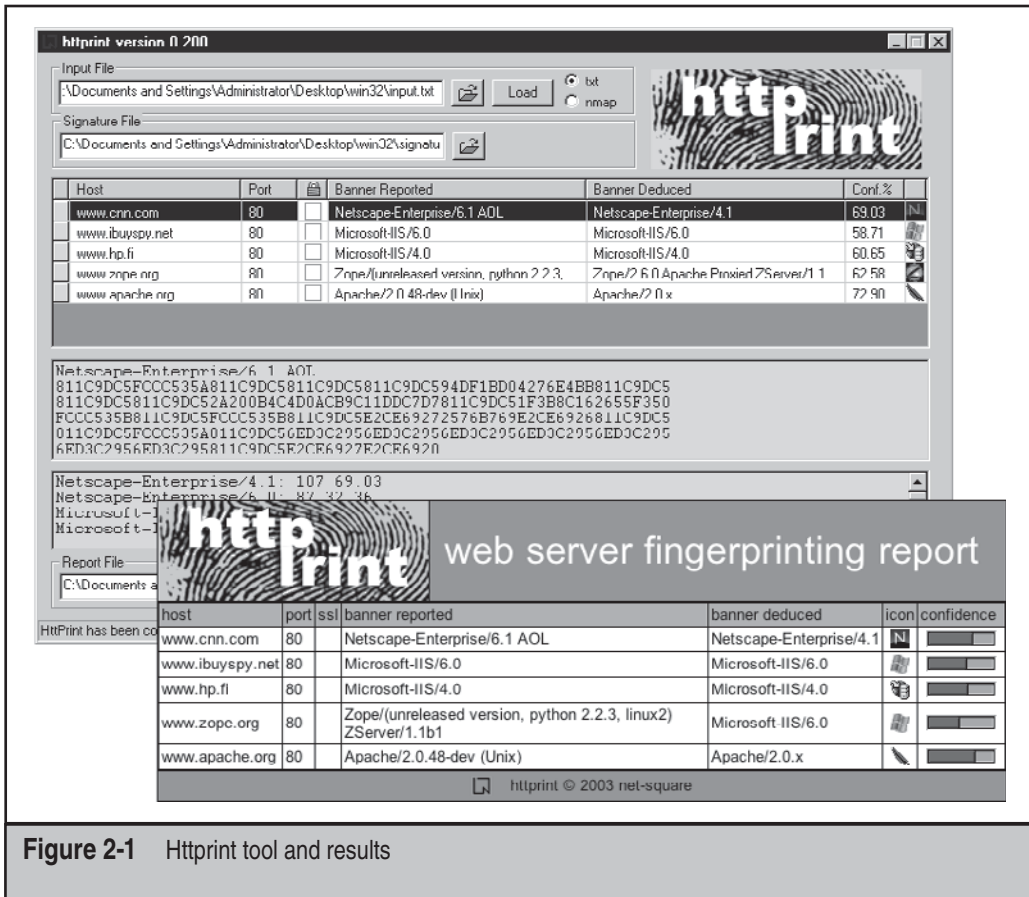 httprint version 0.200
Input File
:\Documents and Settings\Administrator\Desktop\win32\input.txt
Load
txt
nmap
Signature File
C:\Documents and Settings\Administrator\Desktop\win32\signatu
http
rint
Host Port Banner Reported Banner Deduced Conf.%
www.cnn.com 80 Netscape-Enterprise/6.1 AOL Netscape-Enterprise/4.1 69.03
www.ibuyspy.net 80 Microsoft-IIS/6.0 Microsoft-IIS/6.0 58.71
www.hp.fi 80 Microsoft-IIS/4.0 Microsoft-IIS/4.0 60.65
www.zope.org 80 Zope/(unreleased version, python 2.2.3, Zope/2.6.0 Apache Proxied ZServer/1.1 62.58
www.apache.org 80 Apache/2.0.48-dev (Unix) Apache/2.0.x 72.90
Netscape-Enterprise/6.1 AOL
811C9DC5FCCC535A811C9DC5811C9DC5811C9DC594DF1BD04276E4BB811C9DC5
811C9DC5811C9DC52A200B4C4D0ACB9C11DDC7D7811C9DC51F3B8C162655F350
FCCC535B811C9DC5FCCC535B811C9DC5E2CE69272576B769E2CE6926811C9DC5
Netscape-Enterprise/4.1: 107 69.03
Netscape-Enterprise/6.0: 87 32.36
Report File
C:\Documents a
HttPrint has been co
http
rint
web server fingerprinting report
host port ssl banner reported banner deduced icon confidence
www.cnn.com 80 Netscape-Enterprise/6.1 AOL Netscape-Enterprise/4.1
www.ibuyspy.net 80 Microsoft-IIS/6.0 Microsoft-IIS/6.0
www.hp.fi 80 Microsoft-IIS/4.0 Microsoft-IIS/4.0
www.zope.org 80 Zope/(unreleased version, python 2.2.3, linux2) ZServer/1.1b1 Microsoft-IIS/6.0
www.apache.org 80 Apache/2.0.48-dev (Unix) Apache/2.0.x
httprint © 2003 net-square
Figure 2-1 Httprint tool and results